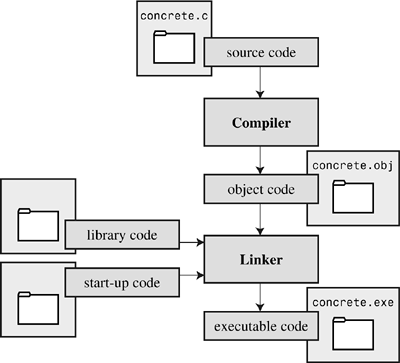 concrete.c
source code
Compiler
concrete.obj
object code
library code
Linker
start-up code
concrete.exe
executable code